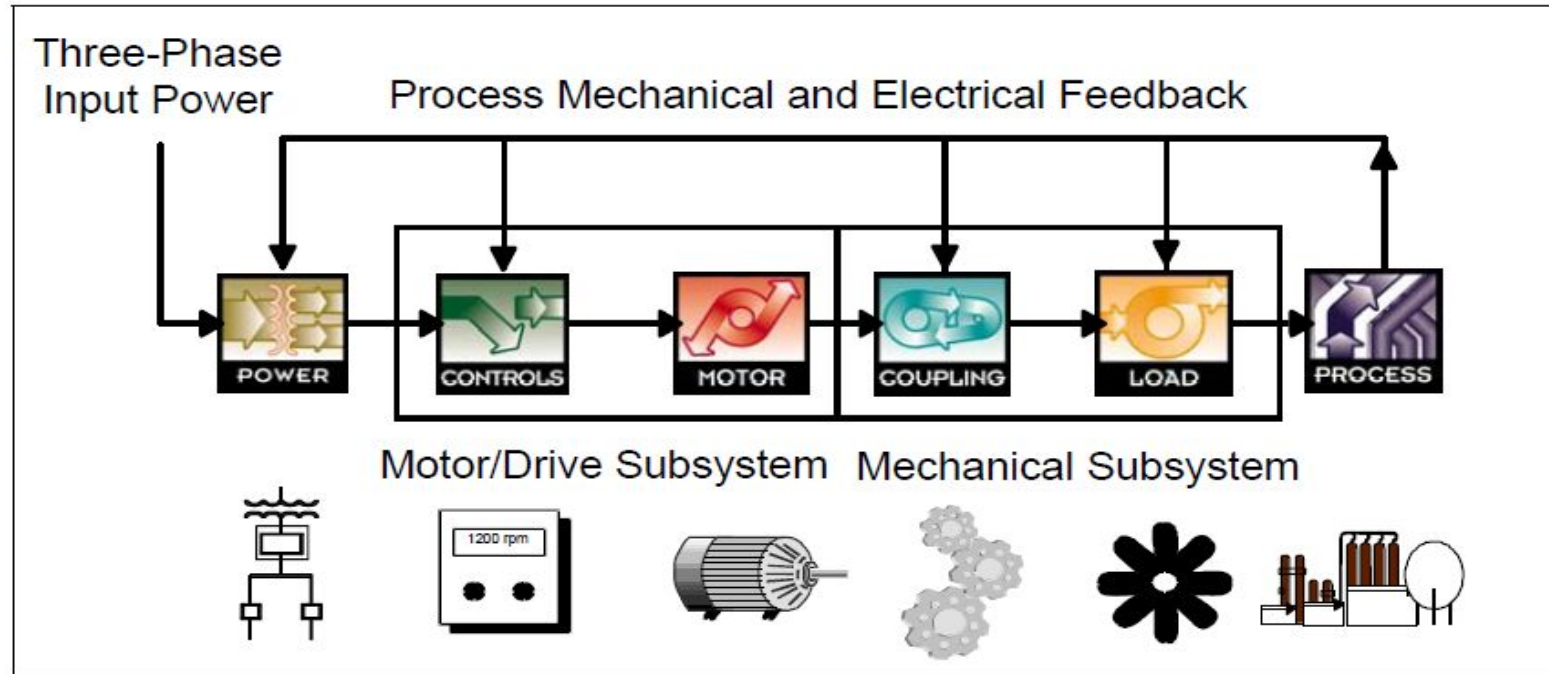 Three-Phase
Input Power
Process Mechanical and Electrical Feedback
POWER
CONTROLS
MOTOR
COUPLING
LOAD
PROCESS
Motor/Drive Subsystem
Mechanical Subsystem
1200 rpm